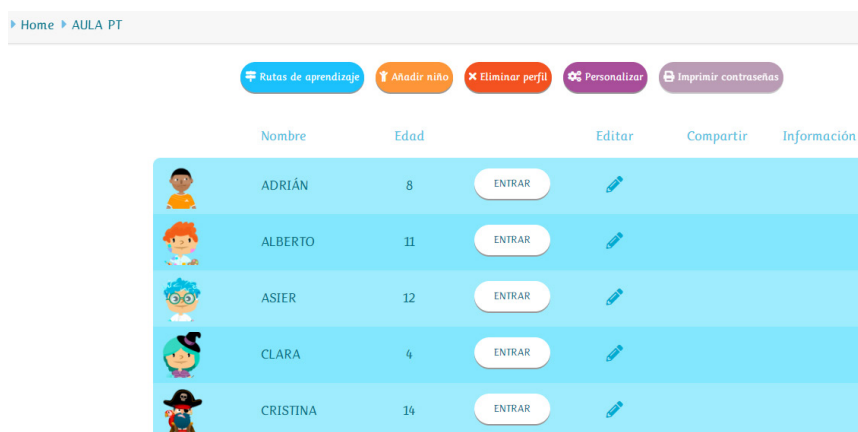 Home AULA PT
Rutas de aprendizaje Añadir niño Eliminar perfil Personalizar Imprimir contraseñas
Nombre Edad Editar Compartir Información
ADRIÁN 8 ENTRAR
ALBERTO 11 ENTRAR
ASIER 12 ENTRAR
CLARA 4 ENTRAR
CRISTINA 14 ENTRAR